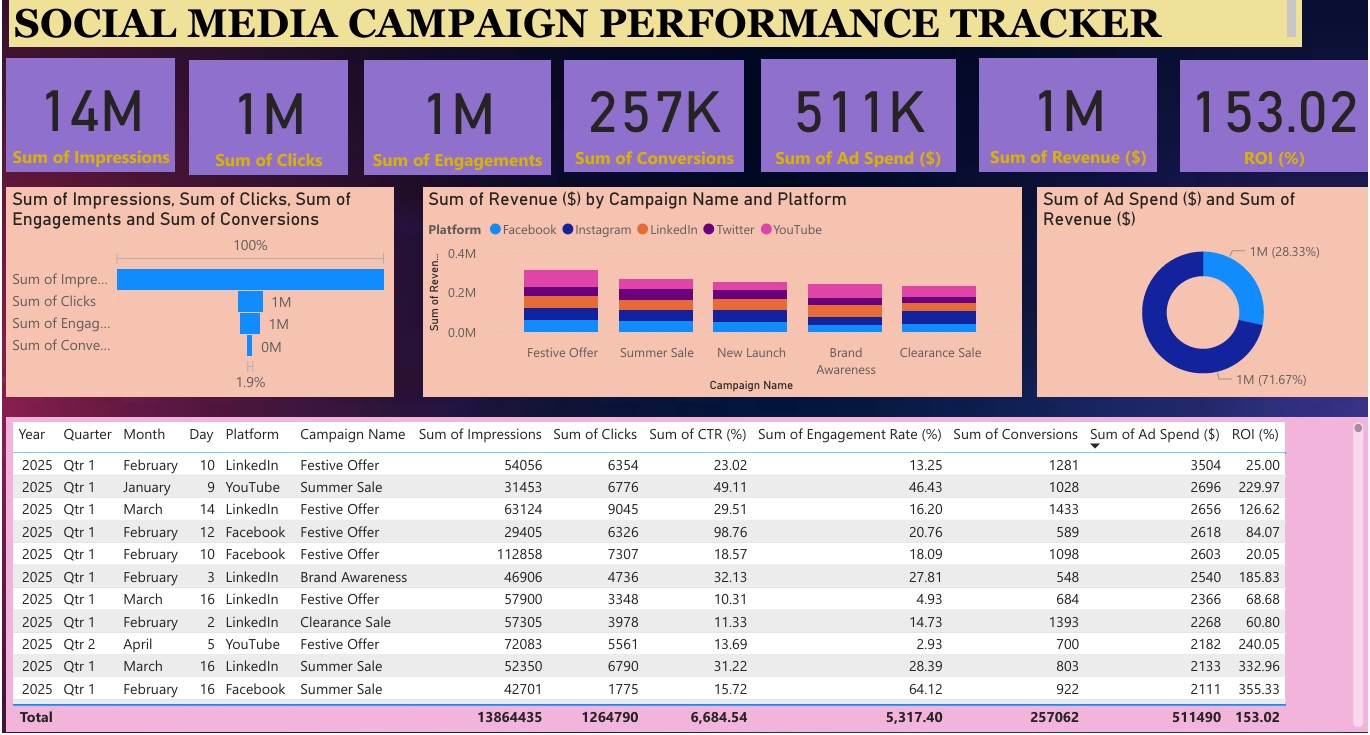 SOCIAL MEDIA CAMPAIGN PERFORMANCE TRACKER
14M
Sum of Impressions
1M
Sum of Clicks
1M
Sum of Engagements
257K
Sum of Conversions
511K
Sum of Ad Spend ($)
1M
Sum of Revenue ($)
153.02
ROI (%)
Sum of Impressions, Sum of Clicks, Sum of
Engagements and Sum of Conversions
100%
Sum of Impre...
Sum of Clicks 1M
Sum of Engag... 1M
Sum of Conve... 0M
1.9%
Sum of Revenue ($) by Campaign Name and Platform
Platform Facebook Instagram LinkedIn Twitter YouTube
Sum of Reven...
0.4M
0.2M
0.0M
Festive Offer Summer Sale New Launch Brand Awareness Clearance Sale
Campaign Name
Sum of Ad Spend ($) and Sum of
Revenue ($)
1M (28.33%)
1M (71.67%)
Year Quarter Month Day Platform Campaign Name Sum of Impressions Sum of Clicks Sum of CTR (%) Sum of Engagement Rate (%) Sum of Conversions Sum of Ad Spend ($) ROI (%)
2025 Qtr 1 February 10 LinkedIn Festive Offer 54056 6354 23.02 13.25 1281 3504 25.00
2025 Qtr 1 January 9 YouTube Summer Sale 31453 6776 49.11 46.43 1028 2696 229.97
2025 Qtr 1 March 14 LinkedIn Festive Offer 63124 9045 29.51 16.20 1433 2656 126.62
2025 Qtr 1 February 12 Facebook Festive Offer 29405 6326 98.76 20.76 589 2618 84.07
2025 Qtr 1 February 10 Facebook Festive Offer 112858 7307 18.57 18.09 1098 2603 20.05
2025 Qtr 1 February 3 LinkedIn Brand Awareness 46906 4736 32.13 27.81 548 2540 185.83
2025 Qtr 1 March 16 LinkedIn Festive Offer 57900 3348 10.31 4.93 684 2366 68.68
2025 Qtr 1 February 2 LinkedIn Clearance Sale 57305 3978 11.33 14.73 1393 2268 60.80
2025 Qtr 2 April 5 YouTube Festive Offer 72083 5561 13.69 2.93 700 2182 240.05
2025 Qtr 1 March 16 LinkedIn Summer Sale 52350 6790 31.22 28.39 803 2133 332.96
2025 Qtr 1 February 16 Facebook Summer Sale 42701 1775 15.72 64.12 922 2111 355.33
Total 13864435 1264790 6,684.54 5,317.40 257062 511490 153.02